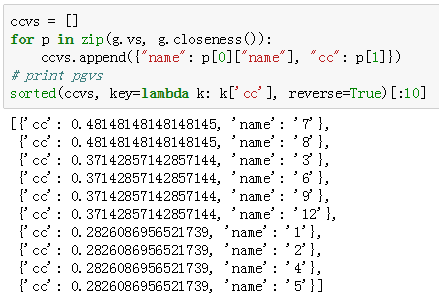 ccvs = []
for p in zip(g.vs, g.closeness()):
    ccvs.append({"name": p[0]["name"], "cc": p[1]})
# print pgvs
sorted(ccvs, key=lambda k: k['cc'], reverse=True)[:10]
[{'cc': 0.48148148148148145, 'name': '7'},
 {'cc': 0.48148148148148145, 'name': '8'},
 {'cc': 0.37142857142857144, 'name': '3'},
 {'cc': 0.37142857142857144, 'name': '6'},
 {'cc': 0.37142857142857144, 'name': '9'},
 {'cc': 0.37142857142857144, 'name': '12'},
 {'cc': 0.2826086956521739, 'name': '1'},
 {'cc': 0.2826086956521739, 'name': '2'},
 {'cc': 0.2826086956521739, 'name': '4'},
 {'cc': 0.2826086956521739, 'name': '5'}]